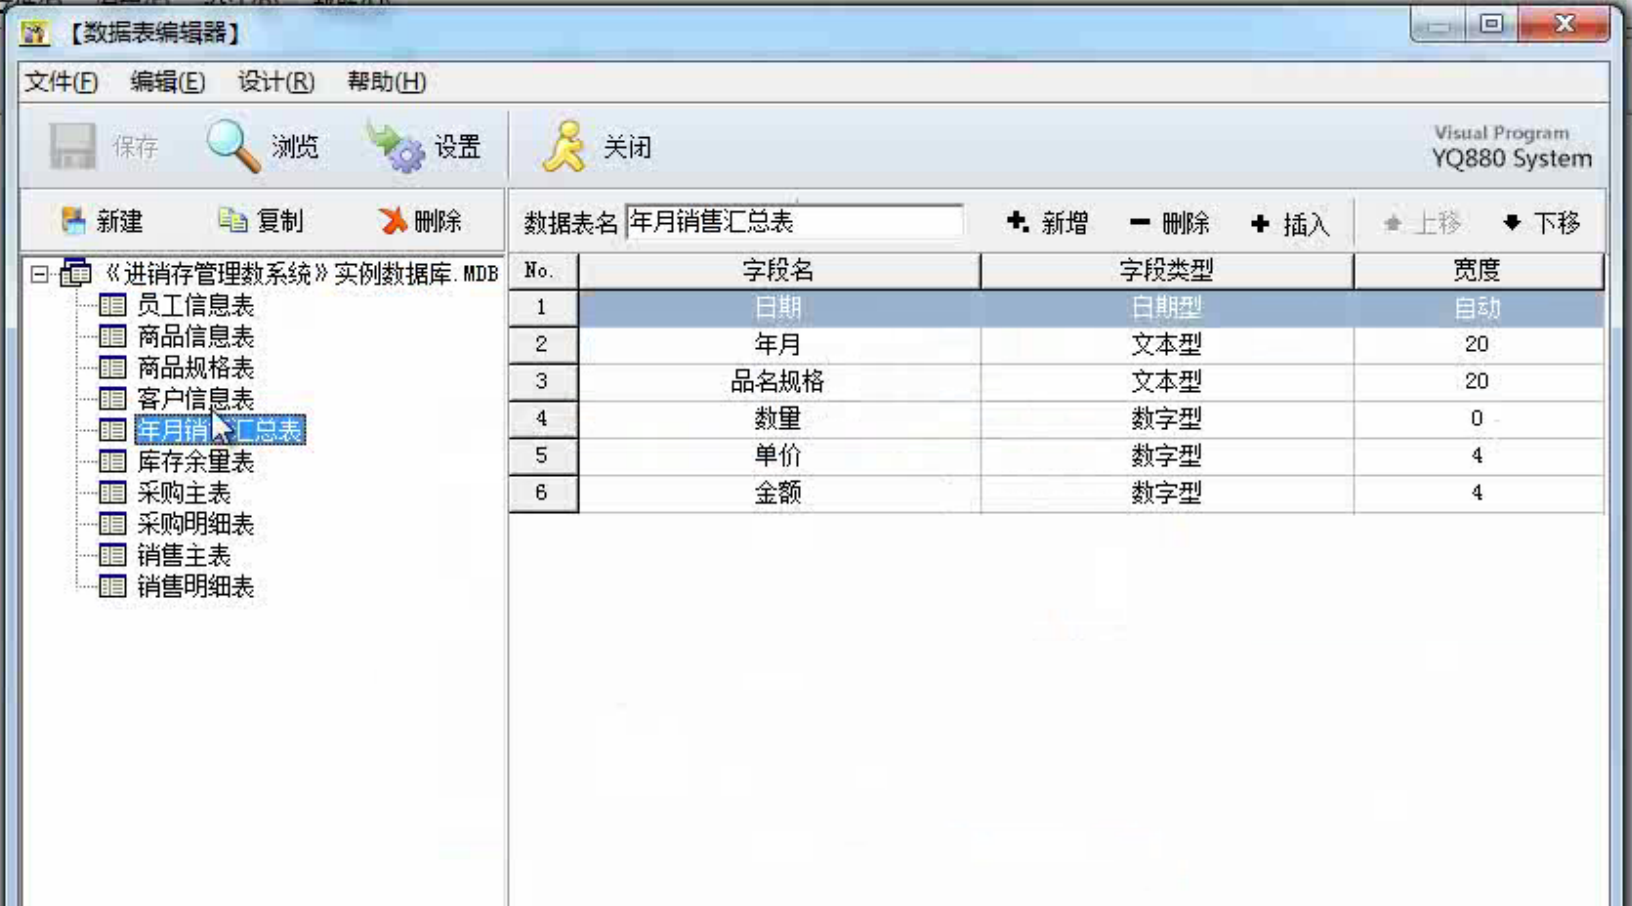 【数据表编辑器】
文件(F) 编辑(E) 设计(R) 帮助(H)
保存 浏览 设置 关闭
Visual Program
YQ880 System
新建 复制 删除
数据表名 年月销售汇总表 新增 删除 插入 上移 下移
《进销存管理数系统》实例数据库.MDB
员工信息表
商品信息表
商品规格表
客户信息表
年月销 汇总表
库存余量表
采购主表
采购明细表
销售主表
销售明细表
No. 字段名 字段类型 宽度
1 日期 日期型 自动
2 年月 文本型 20
3 品名规格 文本型 20
4 数量 数字型 0
5 单价 数字型 4
6 金额 数字型 4